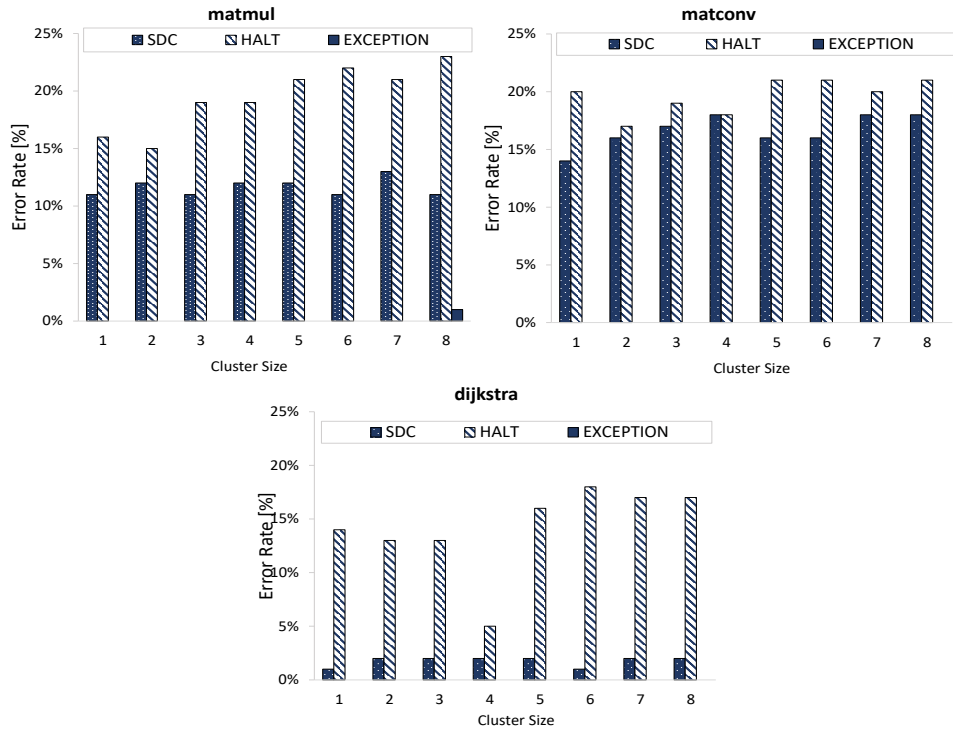 matmul
SDC HALT EXCEPTION
25%
20%
15%
10%
5%
0%
Error Rate [%]
1 2 3 4 5 6 7 8
Cluster Size
matconv
SDC HALT EXCEPTION
25%
20%
15%
10%
5%
0%
Error Rate [%]
1 2 3 4 5 6 7 8
Cluster Size
dijkstra
SDC HALT EXCEPTION
25%
20%
15%
10%
5%
0%
Error Rate [%]
1 2 3 4 5 6 7 8
Cluster Size